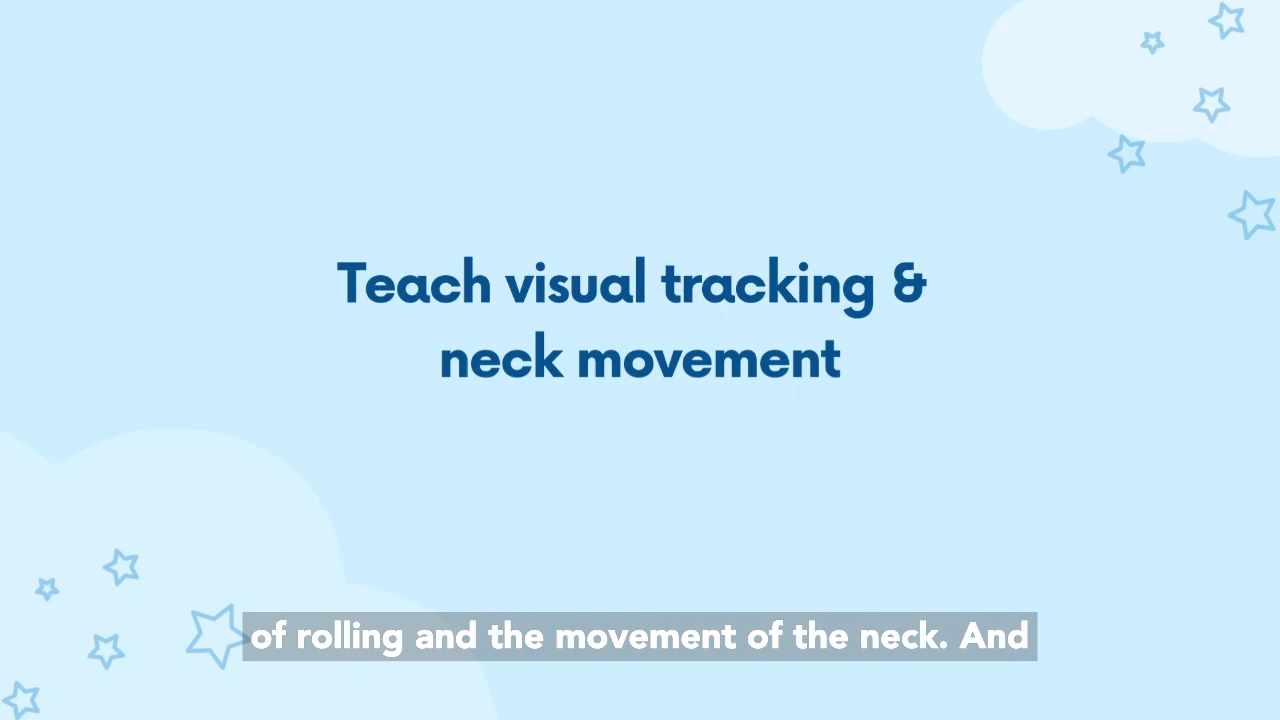 Teach visual tracking &
neck movement
of rolling and the movement of the neck. And